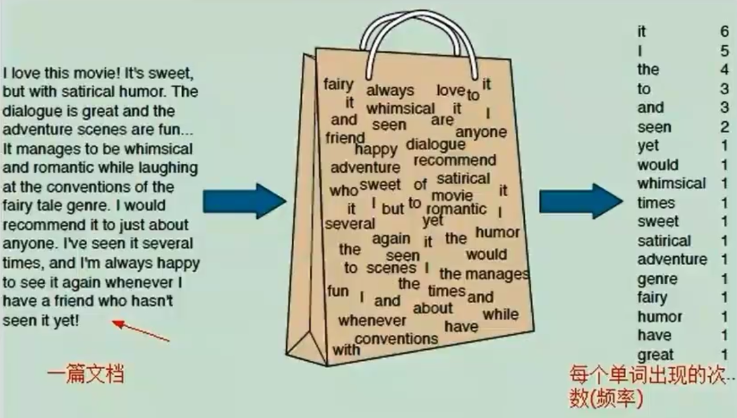 I love this movie! It's sweet,
but with satirical humor. The
dialogue is great and the
adventure scenes are fun...
It manages to be whimsical
and romantic while laughing
at the conventions of the
fairy tale genre. I would
recommend it to just about
anyone. I've seen it several
times, and I'm always happy
to see it again whenever I
have a friend who hasn't
seen it yet!
一篇文档
fairy always love to it
it whimsical it I
and seen are anyone
friend
happy dialogue
adventure recommend
who sweet of satirical
it I but to romantic I
movie it
several yet
again it the humor
the seen would
to scenes I the manages
fun the times and
I and about
whenever have while
conventions
with
it 6
I 5
the 4
to 3
and 3
seen 2
yet 1
would 1
whimsical 1
times 1
sweet 1
satirical 1
adventure 1
genre 1
fairy 1
humor 1
have 1
great 1
每个单词出现的次...
数(频率)